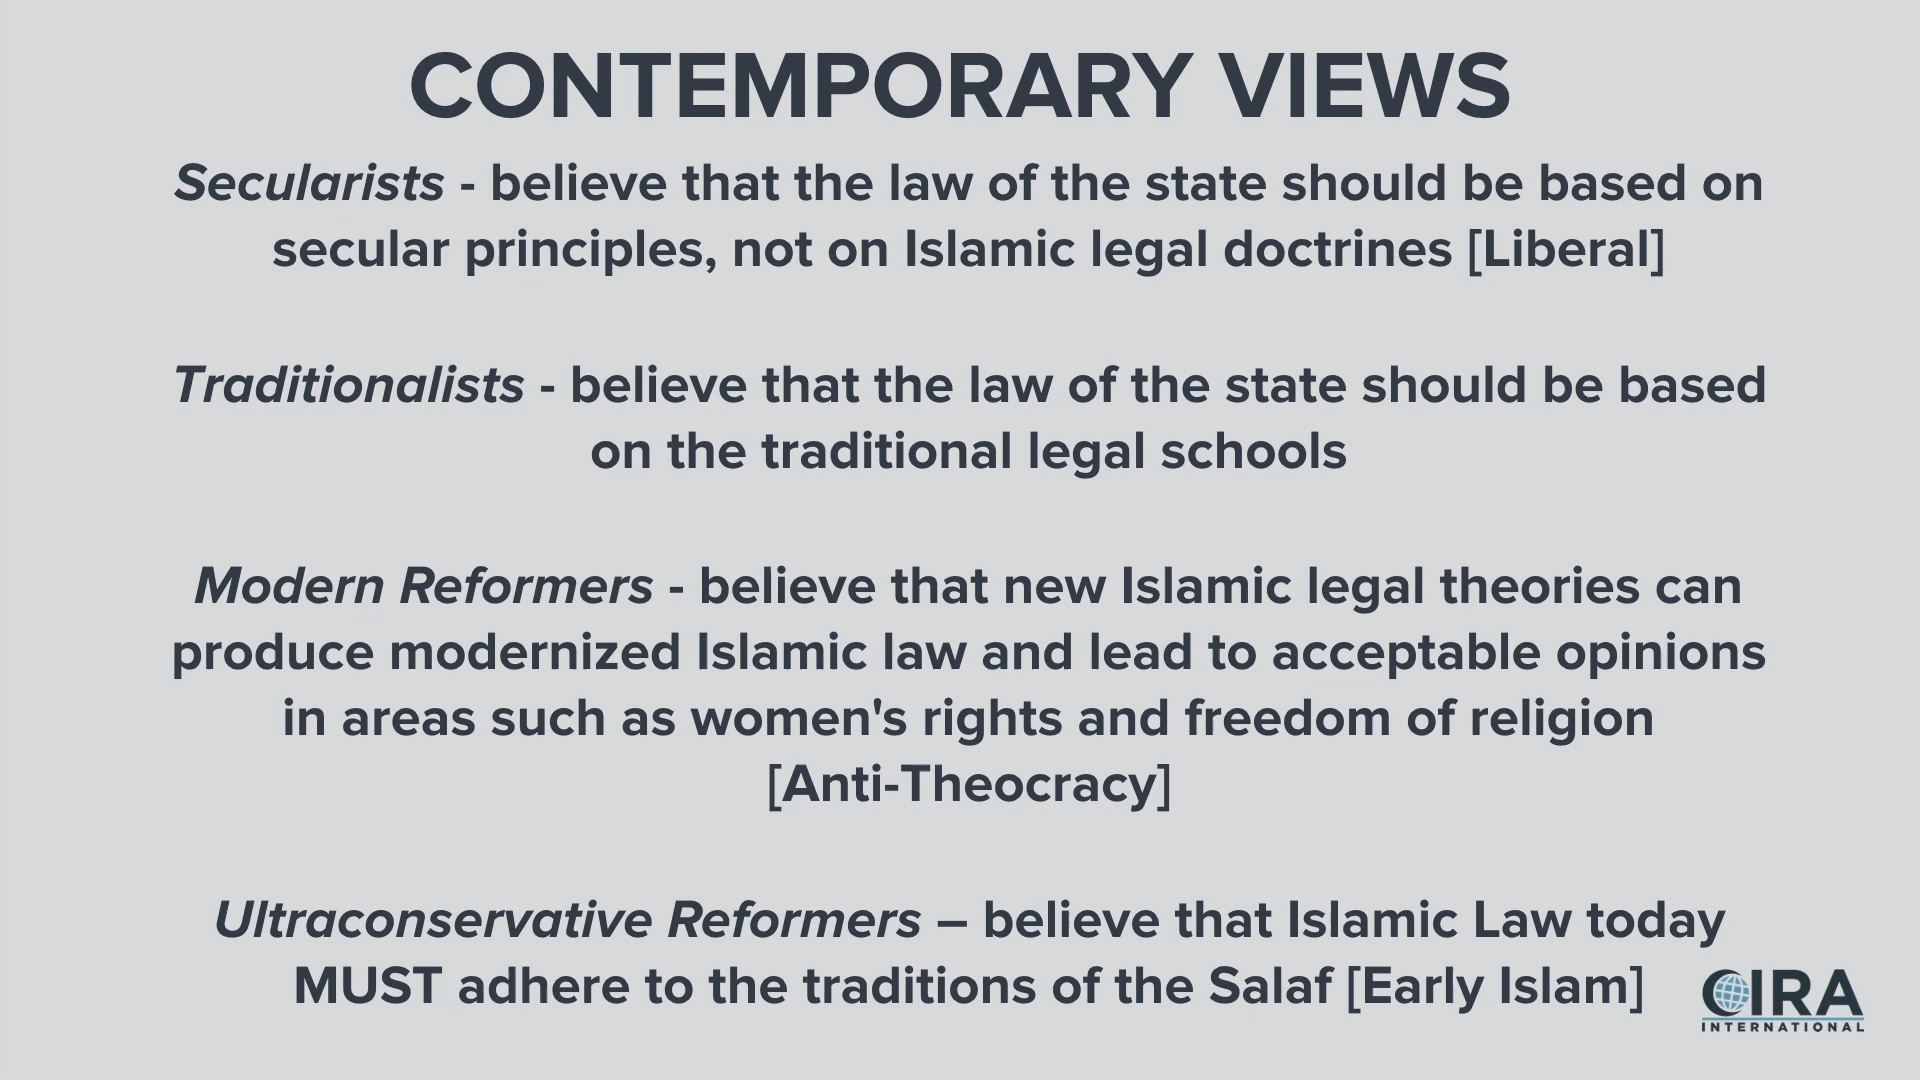 CONTEMPORARY VIEWS
Secularists - believe that the law of the state should be based on
secular principles, not on Islamic legal doctrines [Liberal]
Traditionalists - believe that the law of the state should be based
on the traditional legal schools
Modern Reformers - believe that new Islamic legal theories can
produce modernized Islamic law and lead to acceptable opinions
in areas such as women's rights and freedom of religion
[Anti-Theocracy]
Ultraconservative Reformers – believe that Islamic Law today
MUST adhere to the traditions of the Salaf [Early Islam]
CIRA
INTERNATIONAL